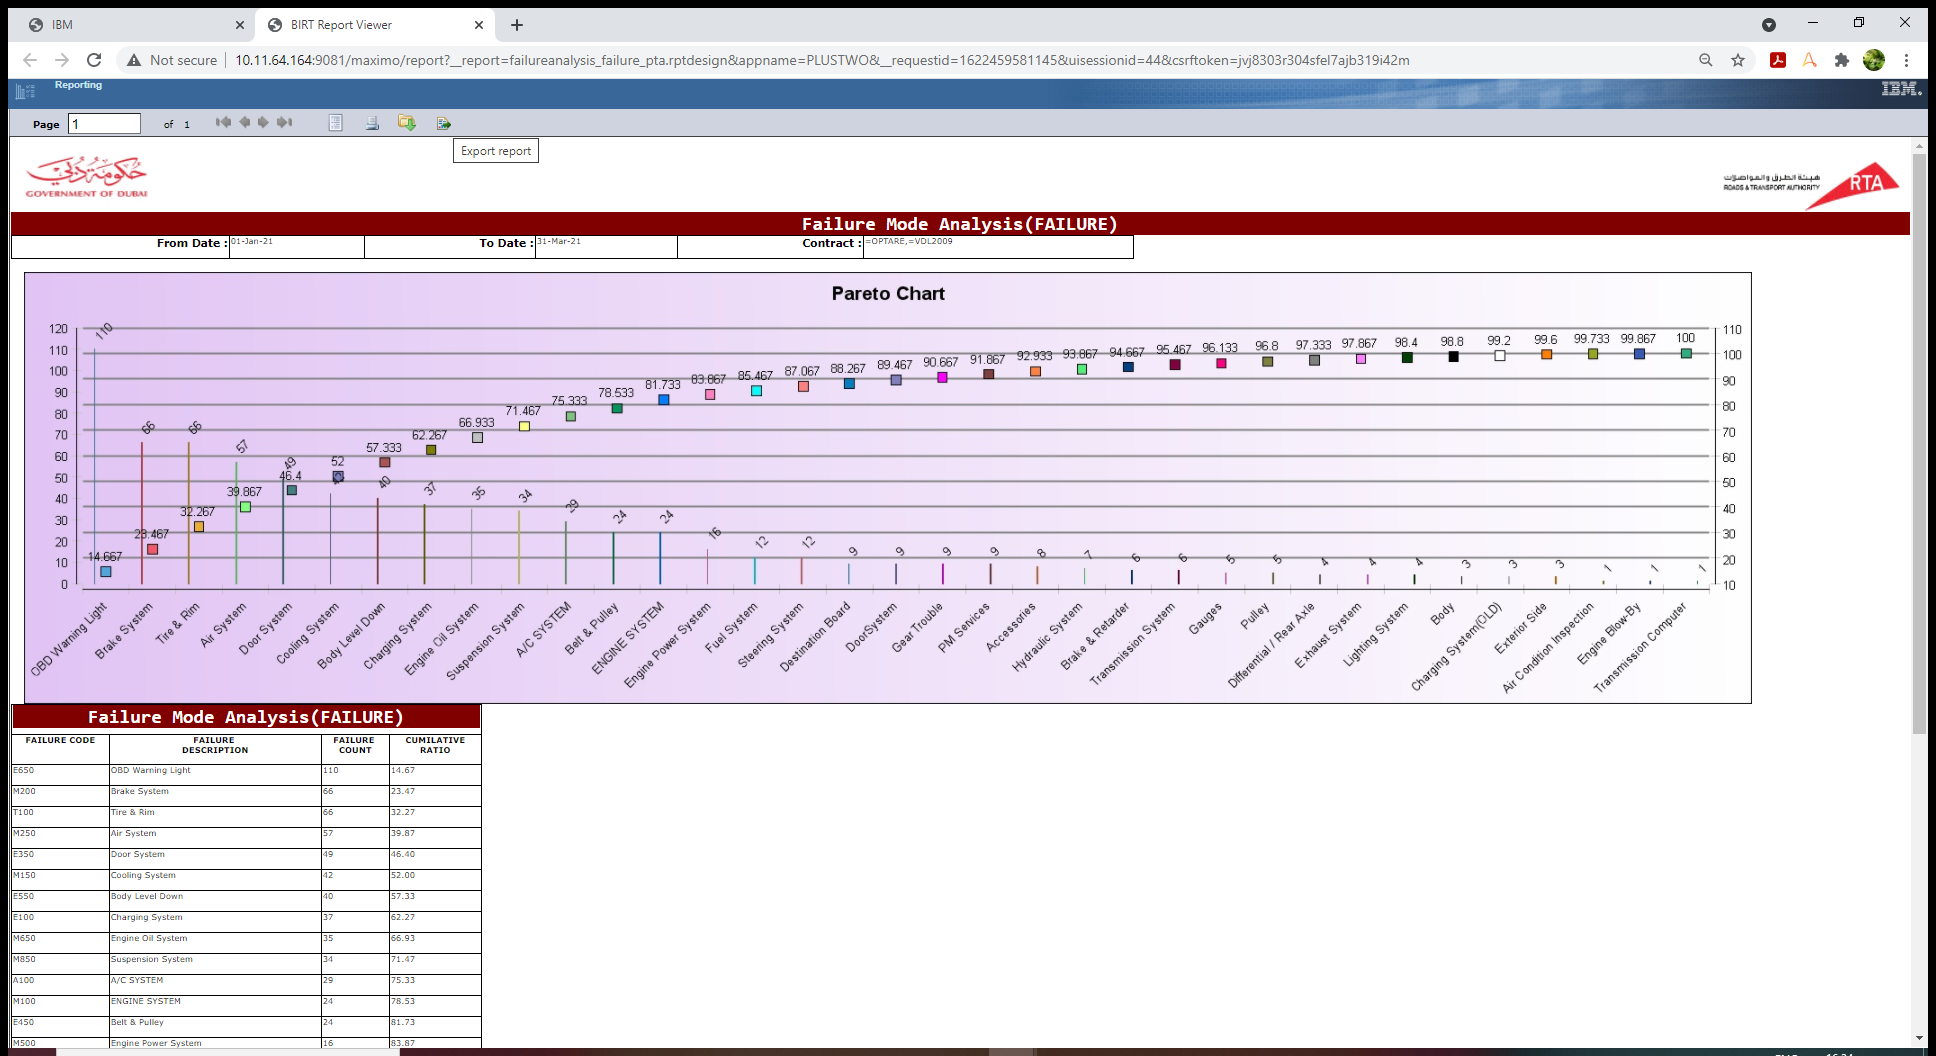 IBM
BIRT Report Viewer
Not secure
10.11.64.164:9081/maximo/report?__report=failureanalysis_failure_pta.rptdesign&appname=PLUSTWO&__requestid=1622459581145&uisessionid=44&csrftoken=jvj8303r304sfel7ajb319i42m
Reporting
IBM.
Page 1 of 1
Export report
حكومة دبي
GOVERNMENT OF DUBAI
هيئة الطرق والمواصلات
ROADS & TRANSPORT AUTHORITY
RTA
Failure Mode Analysis(FAILURE)
From Date : 01-Jan-21 To Date : 31-Mar-21 Contract : =OPTARE,=VDL2009
Pareto Chart
120 110 100 90 80 70 60 50 40 30 20 10 0
110 100 90 80 70 60 50 40 30 20 10
14.667 23.467 32.267 39.867 46.4 52 57.333 62.267 66.933 71.467 75.333 78.533 81.733 83.867 85.467 87.067 88.267 89.467 90.667 91.867 92.933 93.867 94.667 95.467 96.133 96.8 97.333 97.867 98.4 98.8 99.2 99.6 99.733 99.867 100
110 66 66 57 49 40 37 35 34 29 24 24 16 12 12 9 9 9 9 8 7 6 6 5 5 4 4 4 3 3 3 1 1 1
OBD Warning Light
Brake System
Tire & Rim
Air System
Door System
Cooling System
Body Level Down
Charging System
Engine Oil System
Suspension System
A/C SYSTEM
Belt & Pulley
ENGINE SYSTEM
Engine Power System
Fuel System
Steering System
Destination Board
DoorSystem
Gear Trouble
PM Services
Accessories
Hydraulic System
Brake & Retarder
Transmission System
Gauges
Pulley
Differential / Rear Axle
Exhaust System
Lighting System
Body
Charging System(OLD)
Exterior Side
Air Condition Inspection
Engine Blow-By
Transmission Computer
Failure Mode Analysis(FAILURE)
FAILURE CODE FAILURE DESCRIPTION FAILURE COUNT CUMILATIVE RATIO
E650 OBD Warning Light 110 14.67
M200 Brake System 66 23.47
T100 Tire & Rim 66 32.27
M250 Air System 57 39.87
E350 Door System 49 46.40
M150 Cooling System 42 52.00
E550 Body Level Down 40 57.33
E100 Charging System 37 62.27
M650 Engine Oil System 35 66.93
M850 Suspension System 34 71.47
A100 A/C SYSTEM 29 75.33
M100 ENGINE SYSTEM 24 78.53
E450 Belt & Pulley 24 81.73
M500 Engine Power System 16 83.87